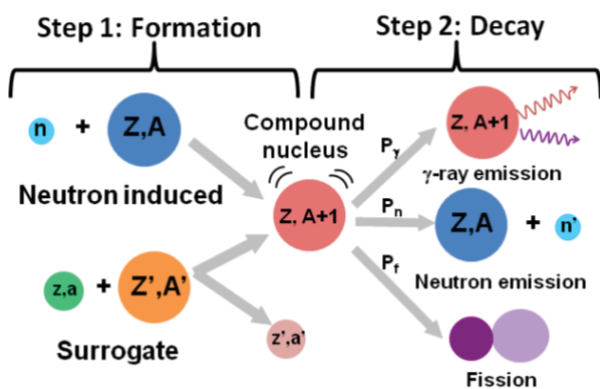 Step 1: Formation
Step 2: Decay
n + Z,A
Neutron induced
Compound
nucleus
Z, A+1
z,a + Z',A'
Surrogate
z',a'
Pγ
Z, A+1
γ-ray emission
Pn
Z,A + n'
Neutron emission
Pf
Fission